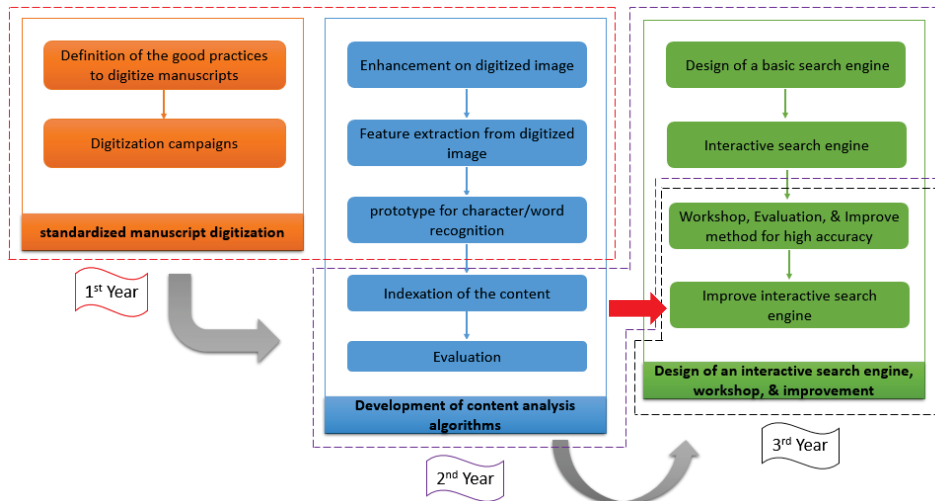 Definition of the good practices
to digitize manuscripts
Digitization campaigns
standardized manuscript digitization
1st Year
Enhancement on digitized image
Feature extraction from digitized
image
prototype for character/word
recognition
Indexation of the content
Evaluation
Development of content analysis
algorithms
2nd Year
Design of a basic search engine
Interactive search engine
Workshop, Evaluation, & Improve
method for high accuracy
Improve interactive search
engine
Design of an interactive search engine,
workshop, & improvement
3rd Year